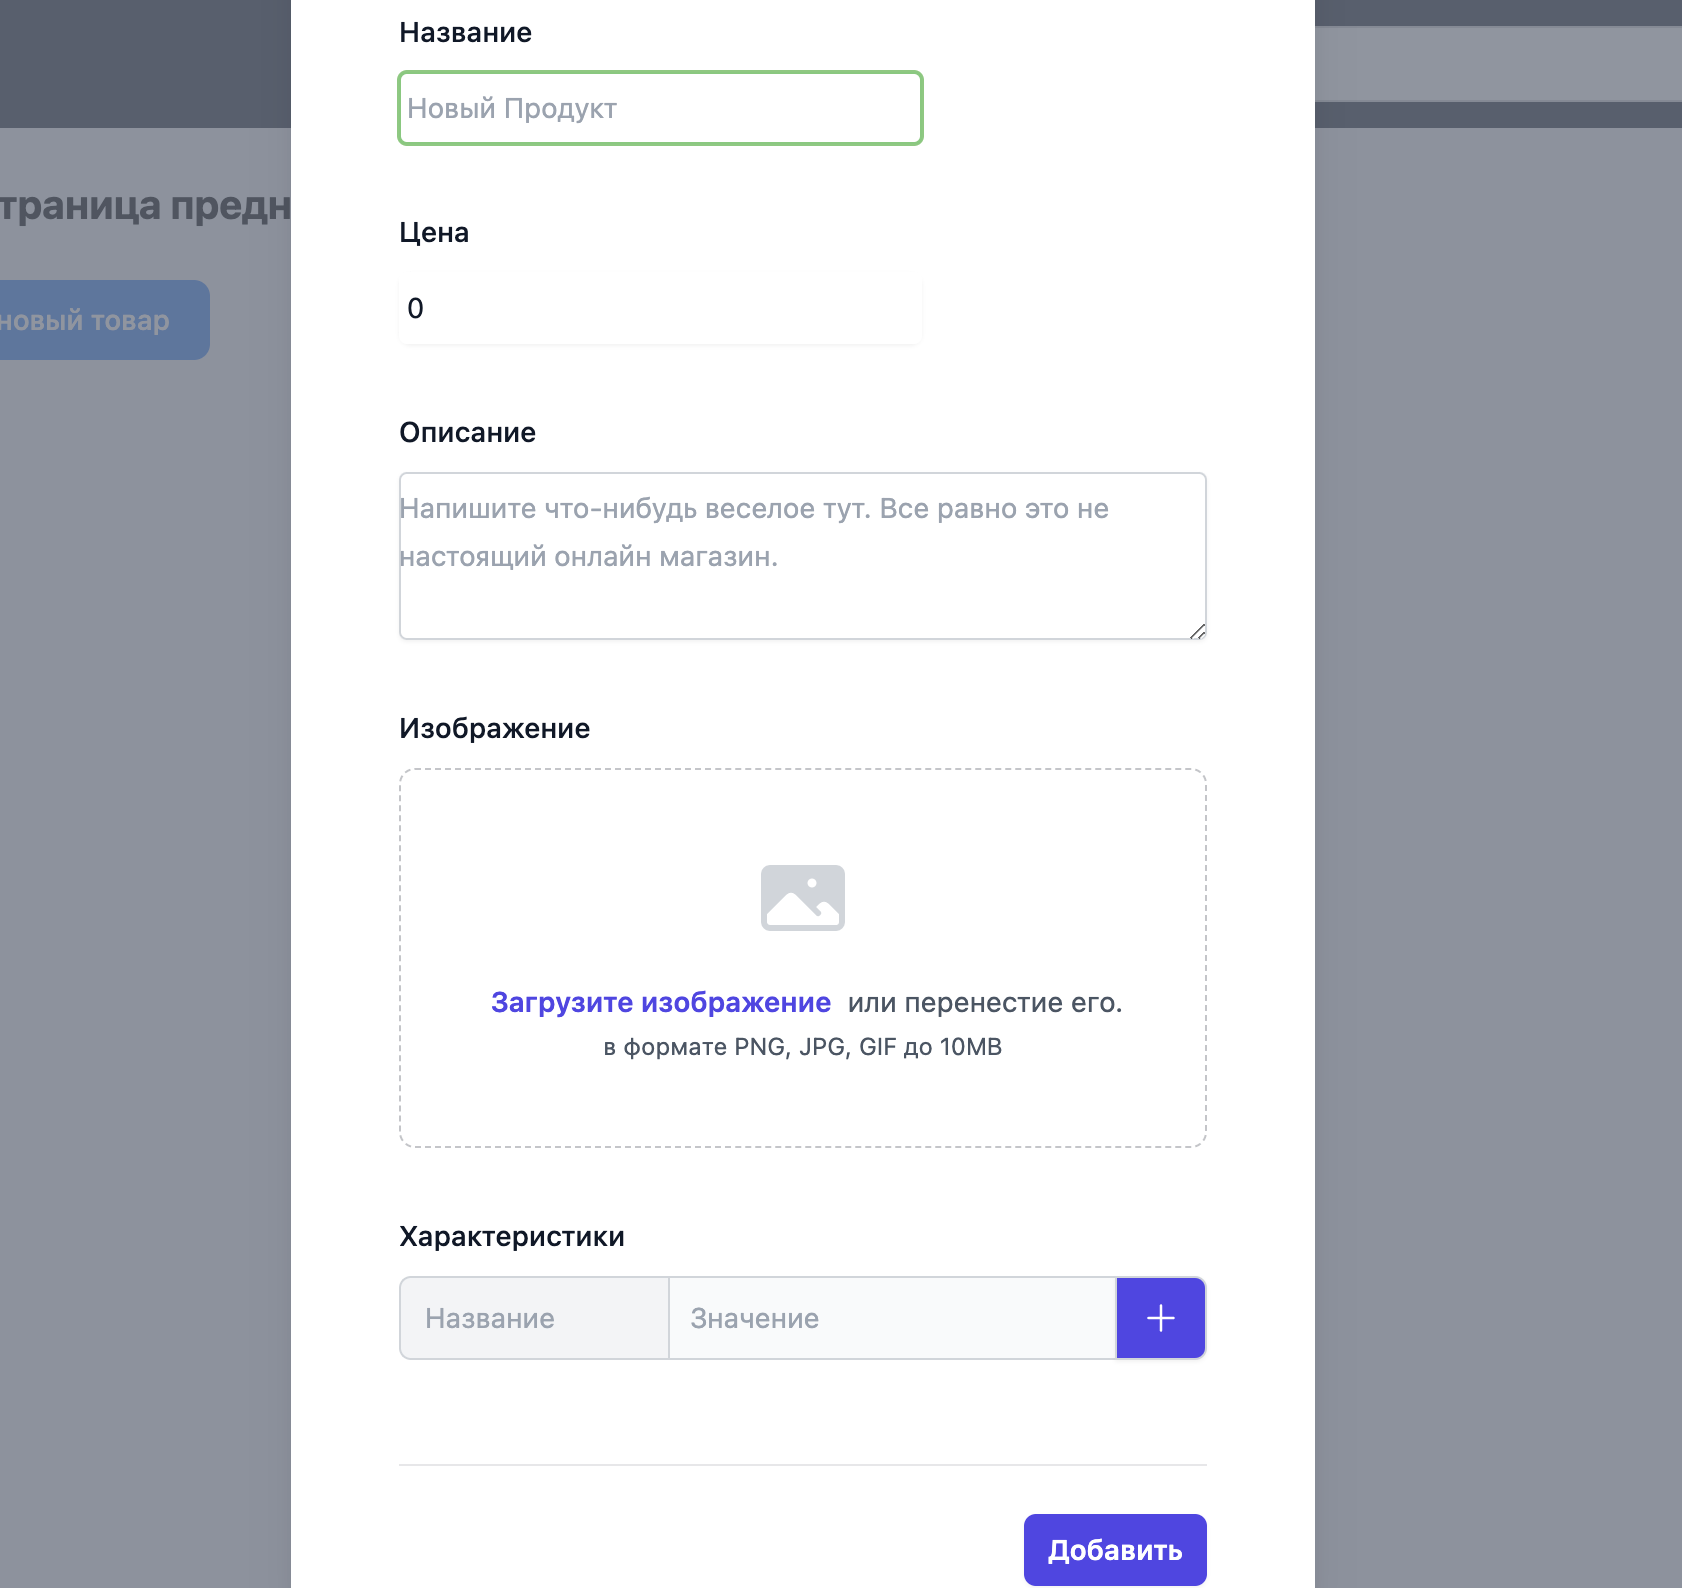 Название
Новый Продукт
траница предн
Цена
0
новый товар
Описание
Напишите что-нибудь веселое тут. Все равно это не
настоящий онлайн магазин.
Изображение
Загрузите изображение или перенестие его.
в формате PNG, JPG, GIF до 10MB
Характеристики
Название
Значение
Добавить